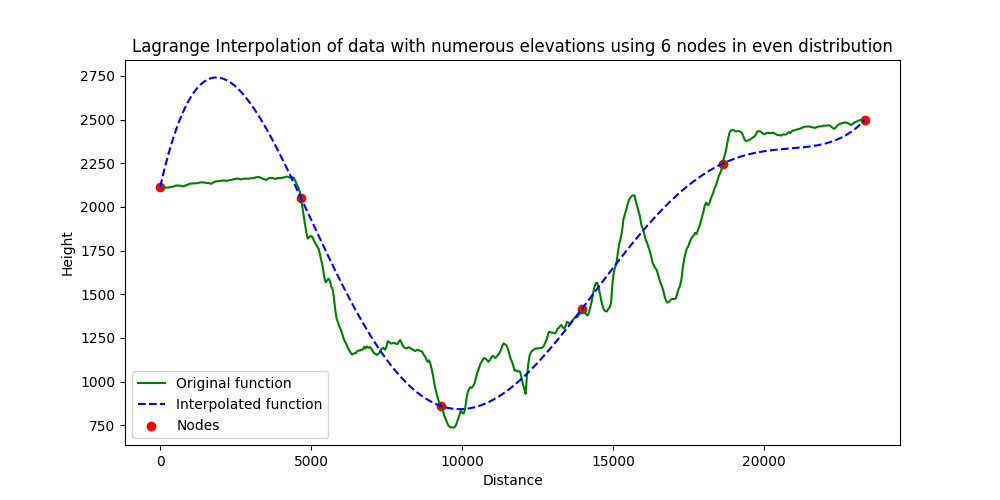 Lagrange Interpolation of data with numerous elevations using 6 nodes in even distribution
2750
2500
2250
2000
1750
1500
1250
1000
750
Height
Original function
Interpolated function
Nodes
0 5000 10000 15000 20000
Distance